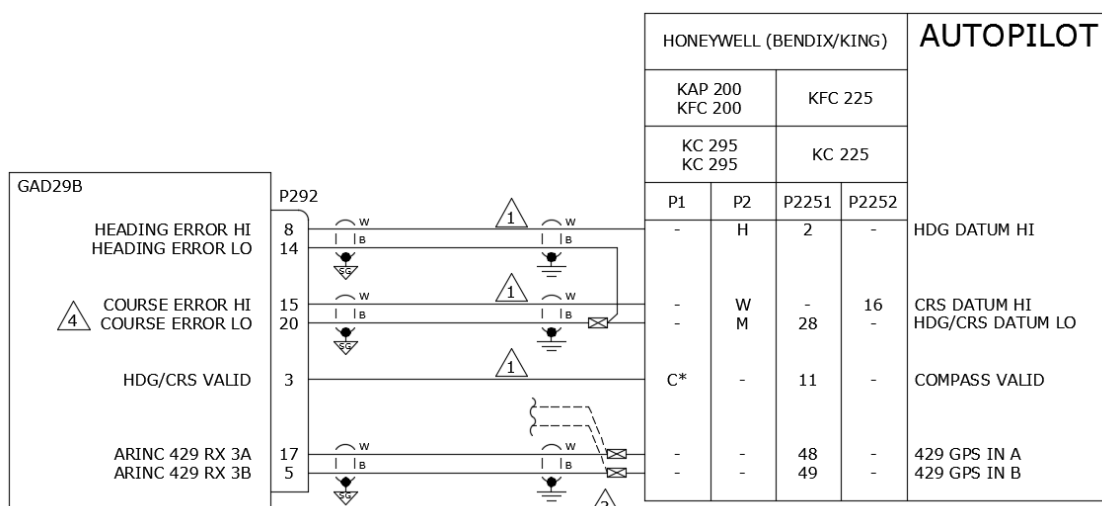 HONEYWELL (BENDIX/KING) AUTOPILOT
KAP 200 KFC 225
KFC 200
KC 295 KC 225
KC 295
GAD29B
P292
P1 P2 P2251 P2252
HEADING ERROR HI 8 W 1 W - H 2 - HDG DATUM HI
HEADING ERROR LO 14 B B
SG
COURSE ERROR HI 15 W 1 W - W - 16 CRS DATUM HI
4 COURSE ERROR LO 20 B B - M 28 - HDG/CRS DATUM LO
SG
HDG/CRS VALID 3 1 C* - 11 - COMPASS VALID
ARINC 429 RX 3A 17 W W - - 48 - 429 GPS IN A
ARINC 429 RX 3B 5 B B - - 49 - 429 GPS IN B
SG